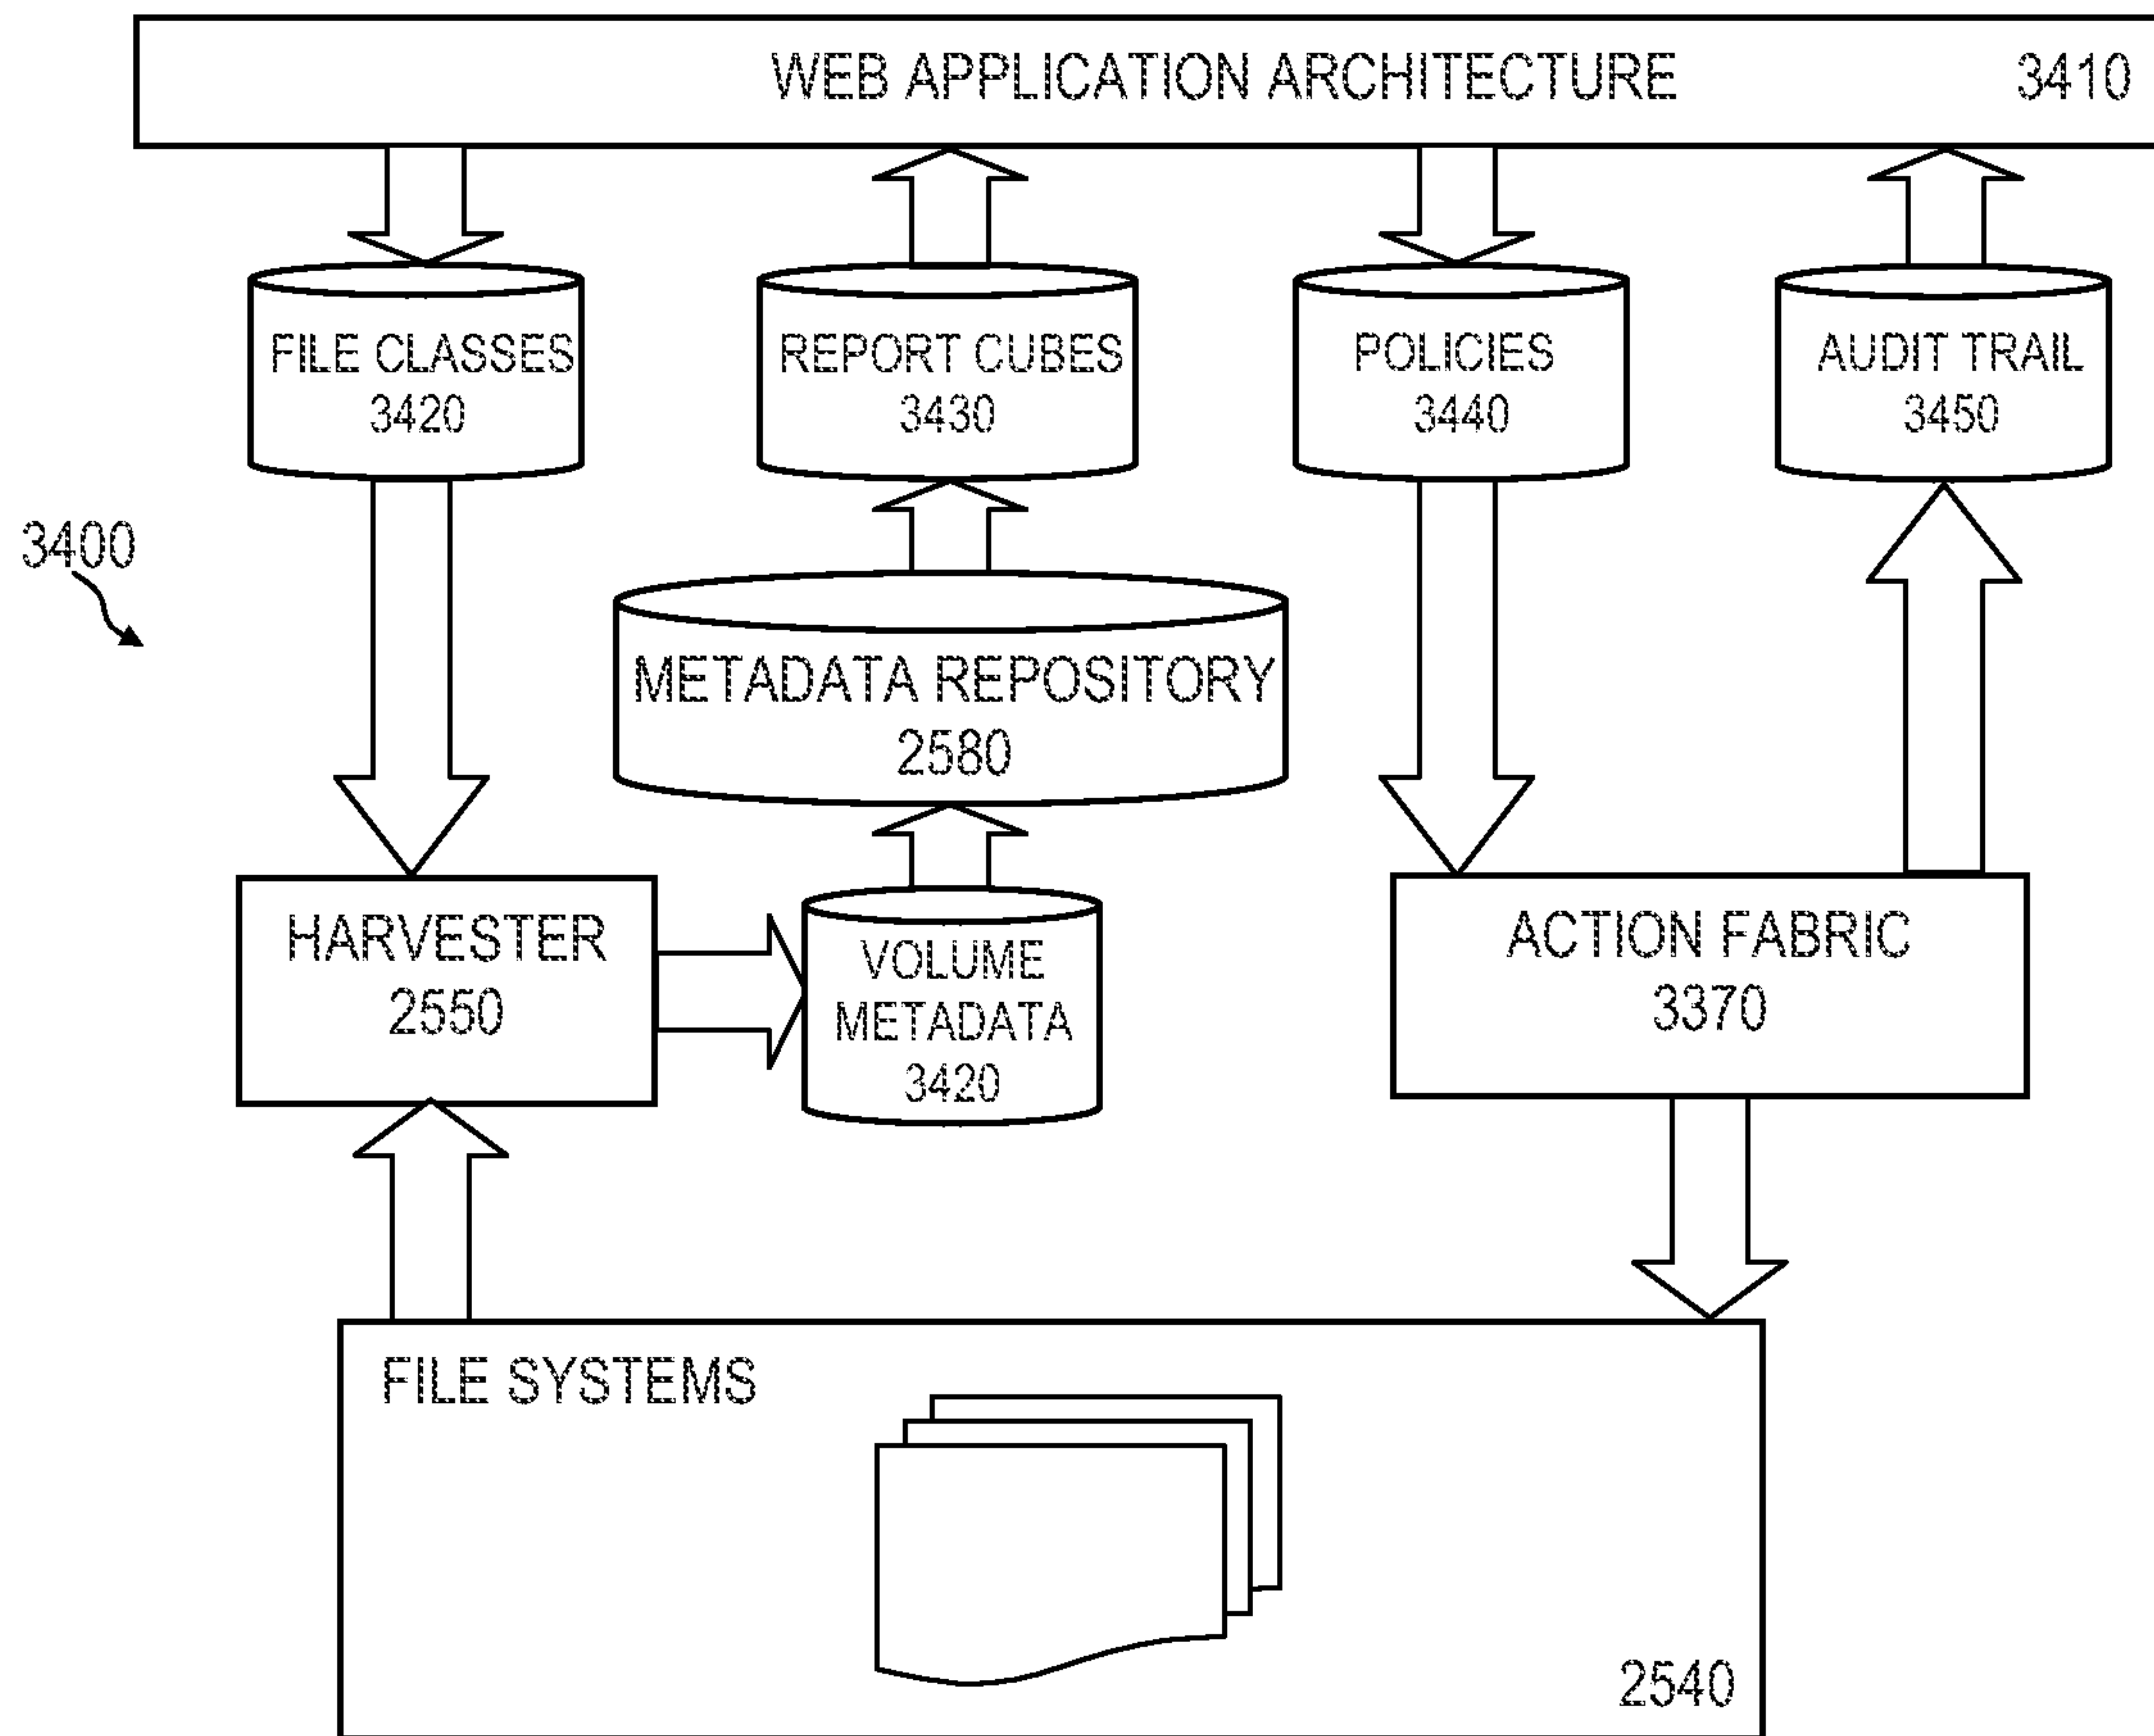 WEB APPLICATION ARCHITECTURE 3410
FILE CLASSES
3420
REPORT CUBES
3430
POLICIES
3440
AUDIT TRAIL
3450
3400
METADATA REPOSITORY
2580
HARVESTER
2550
VOLUME
METADATA
3420
ACTION FABRIC
3370
FILE SYSTEMS
2540